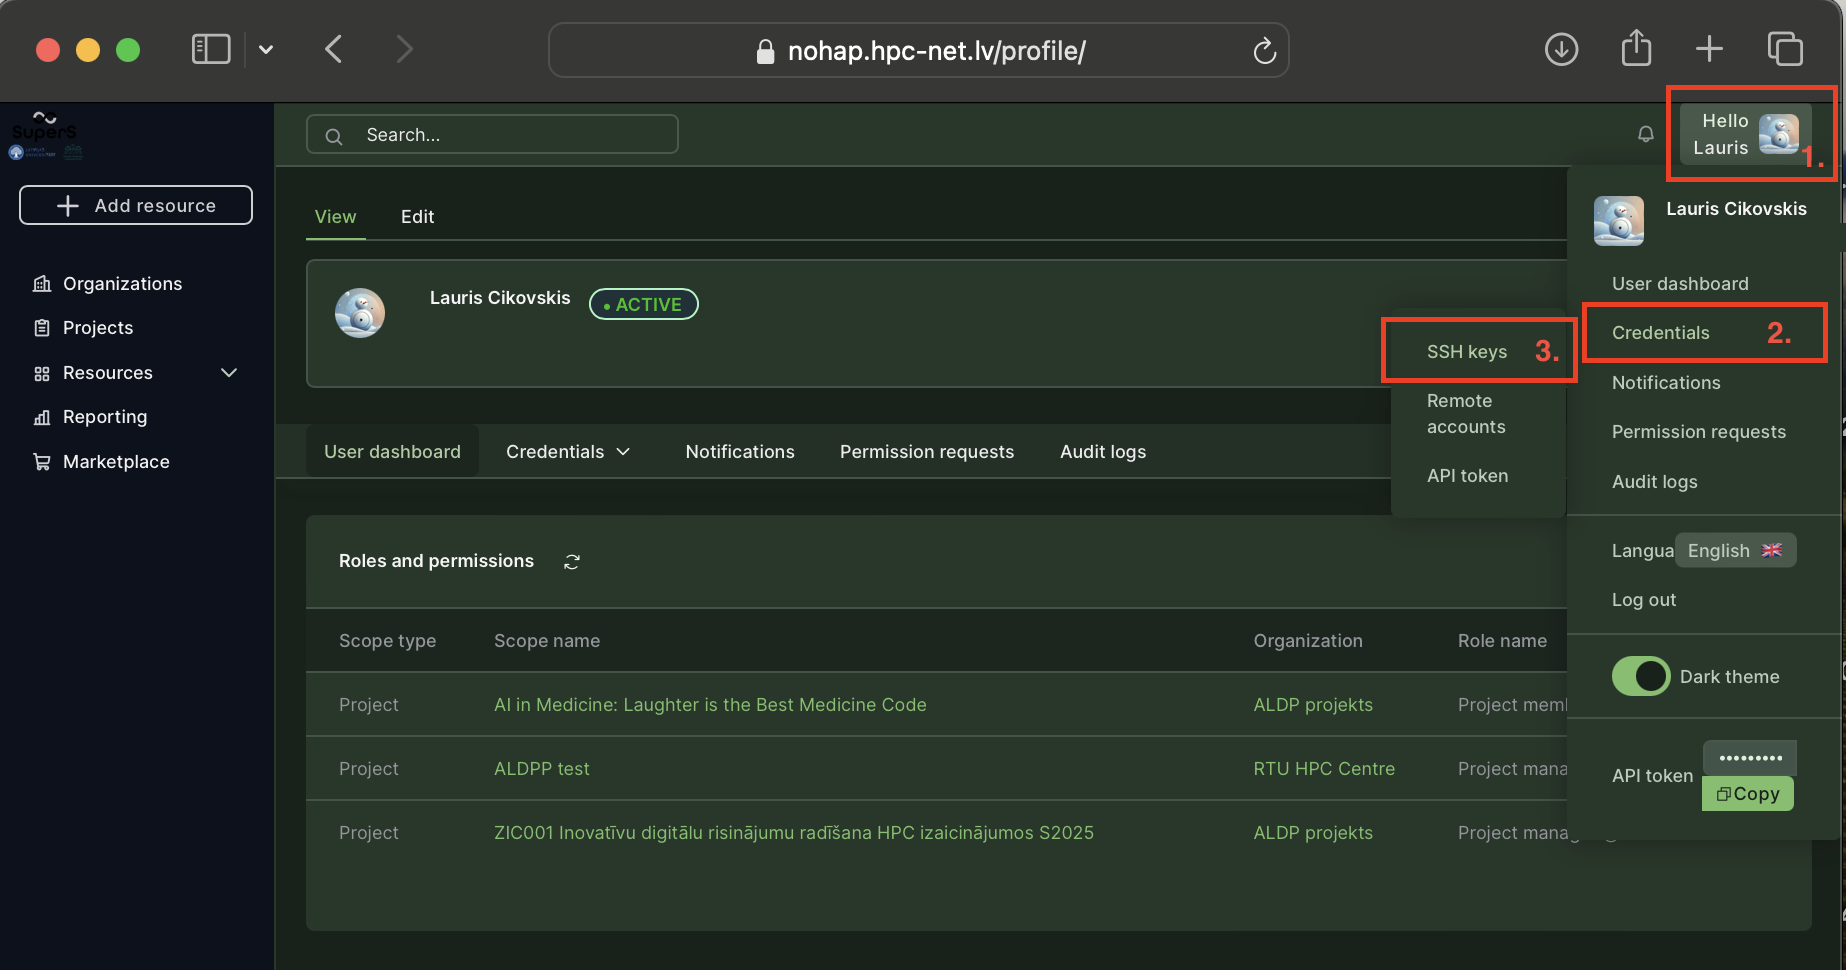 nohap.hpc-net.lv/profile/
SuperS
Search...
Hello
Lauris
1.
Add resource
Organizations
Projects
Resources
Reporting
Marketplace
View
Edit
Lauris Cikovskis
ACTIVE
User dashboard
Credentials
Notifications
Permission requests
Audit logs
Roles and permissions
Scope type
Scope name
Organization
Role name
Project
AI in Medicine: Laughter is the Best Medicine Code
ALDP projekts
Project
Project
ALDPP test
RTU HPC Centre
Project
Project
ZIC001 Inovatīvu digitālu risinājumu radīšana HPC izaicinājumos S2025
ALDP projekts
Project
SSH keys
3.
Remote
accounts
API token
Lauris Cikovskis
User dashboard
Credentials
2.
Notifications
Permission requests
Audit logs
Langua
English
Log out
Dark theme
API token
•••••••••
Copy